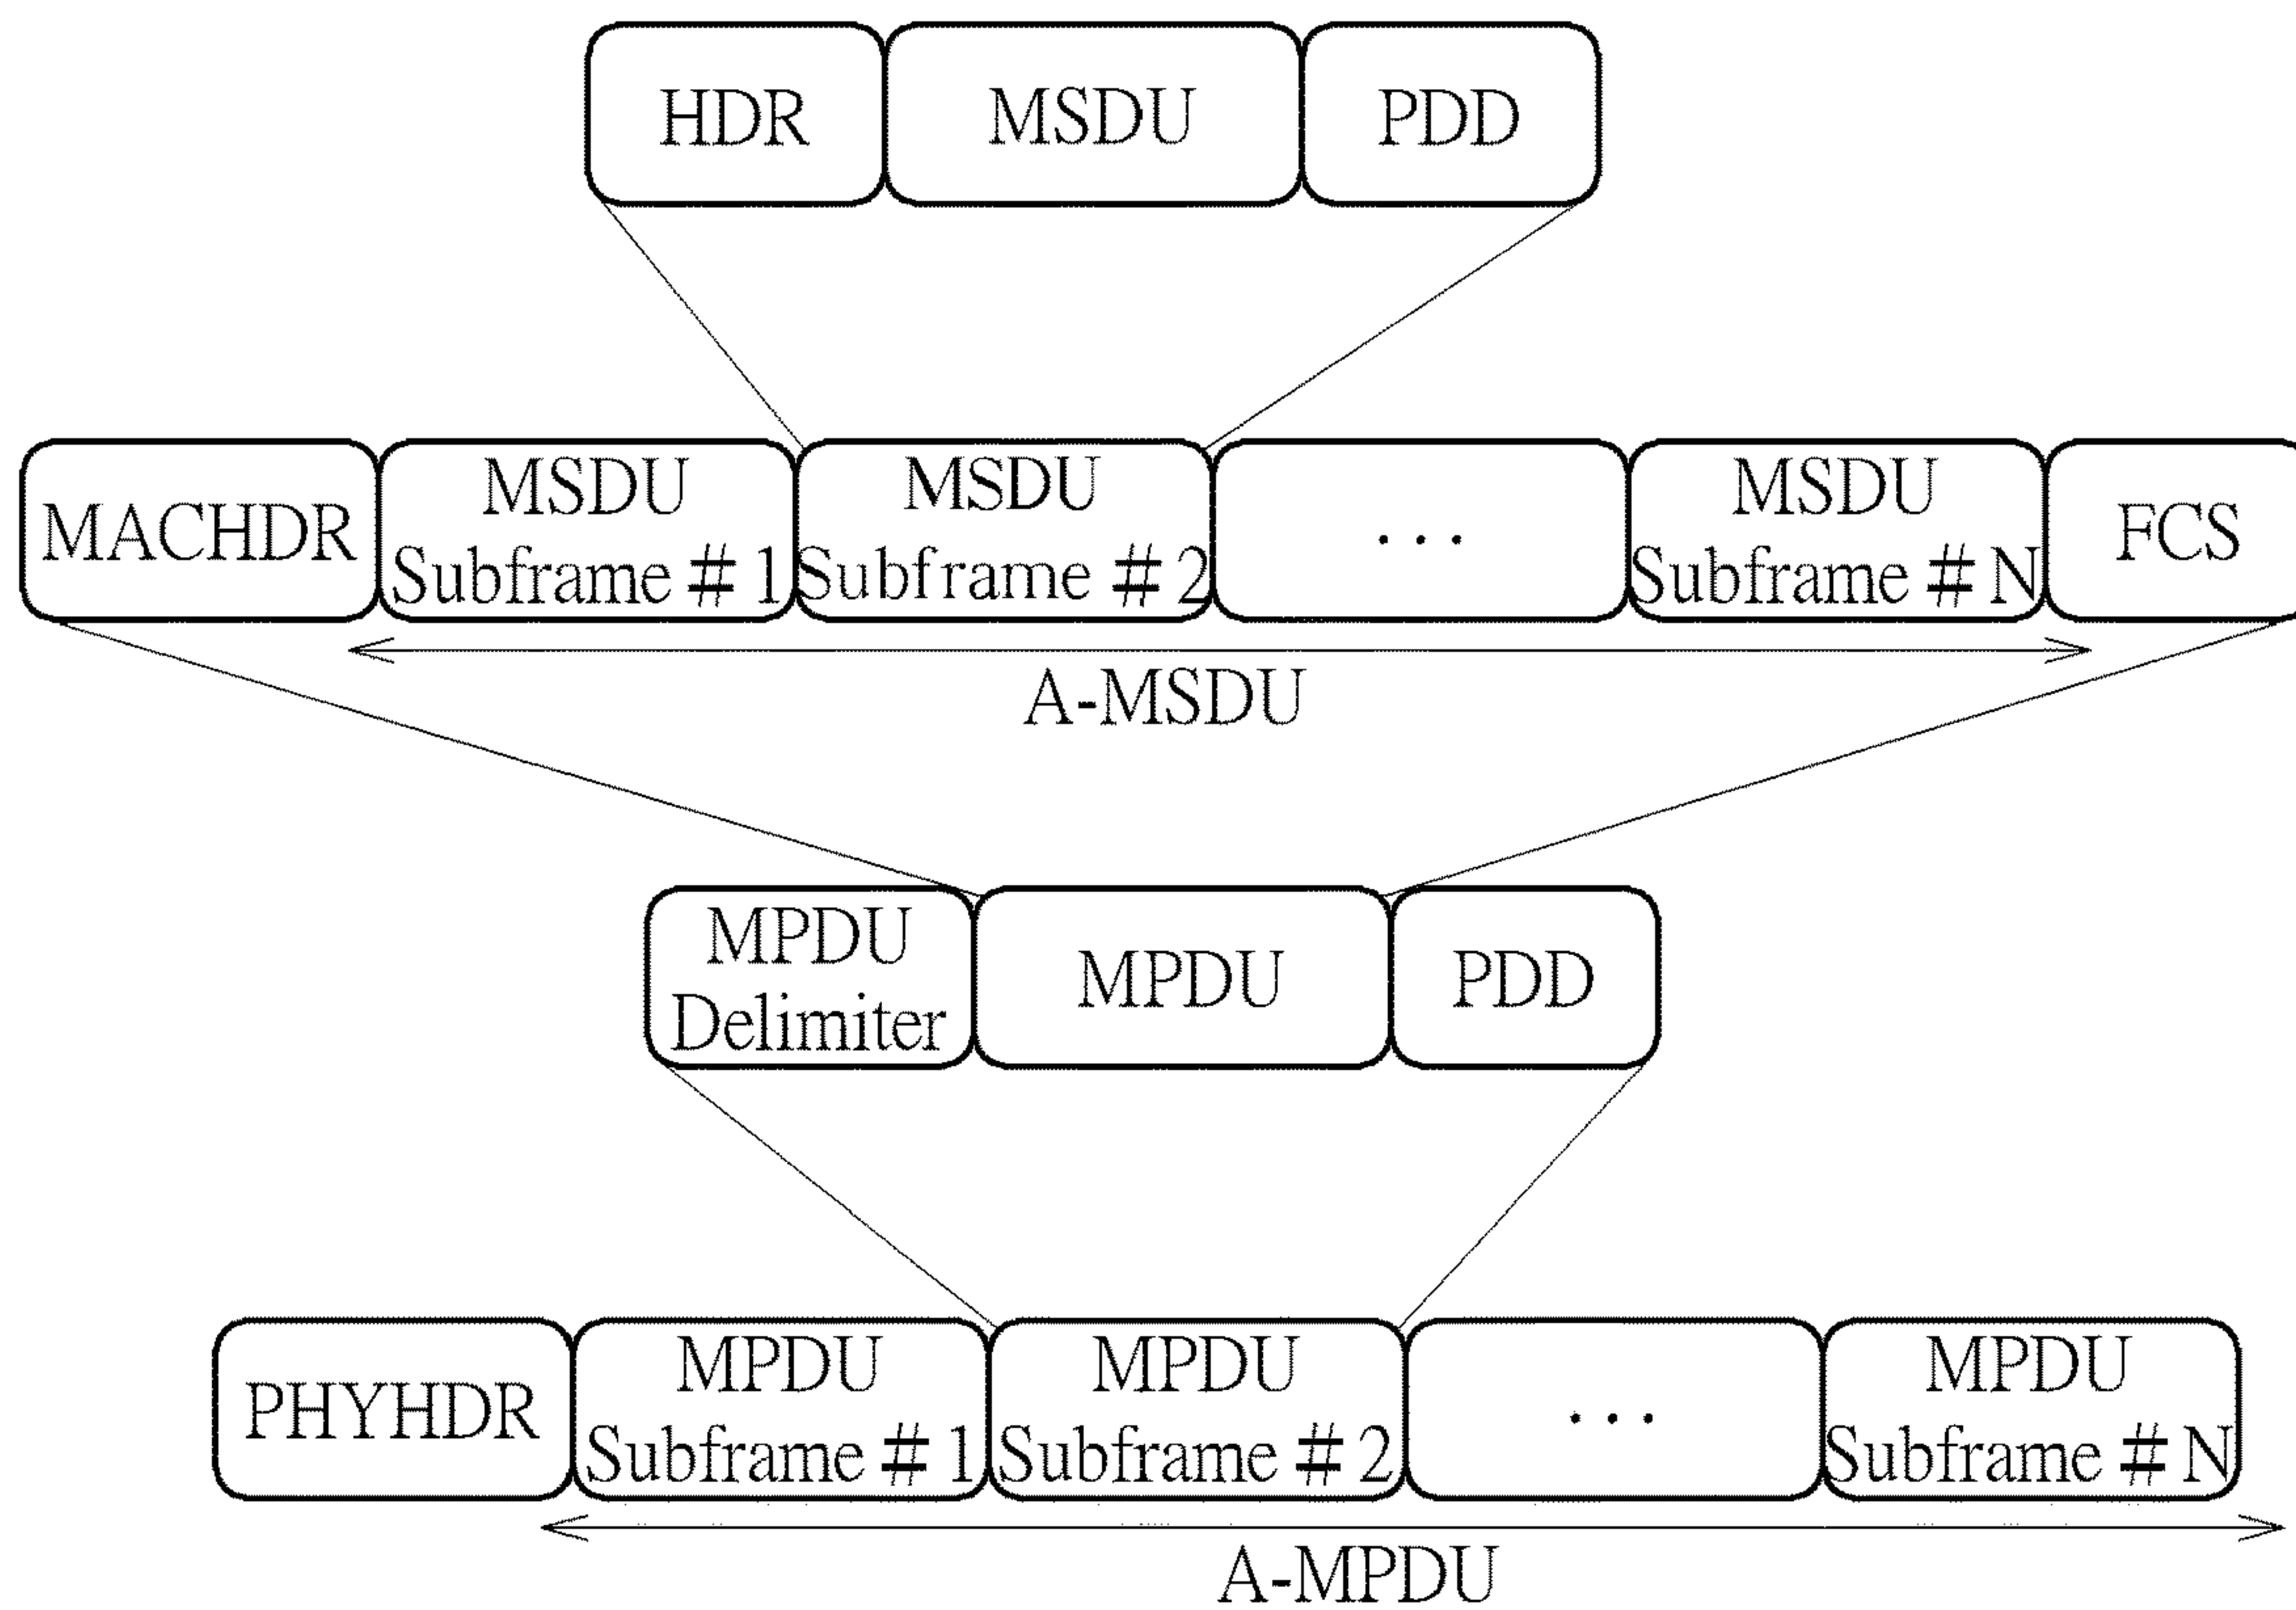 HDR
MSDU
PDD
MACHDR
MSDU
Subframe #1
MSDU
Subframe #2
...
MSDU
Subframe #N
FCS
A-MSDU
MPDU
Delimiter
MPDU
PDD
PHYHDR
MPDU
Subframe #1
MPDU
Subframe #2
...
MPDU
Subframe #N
A-MPDU